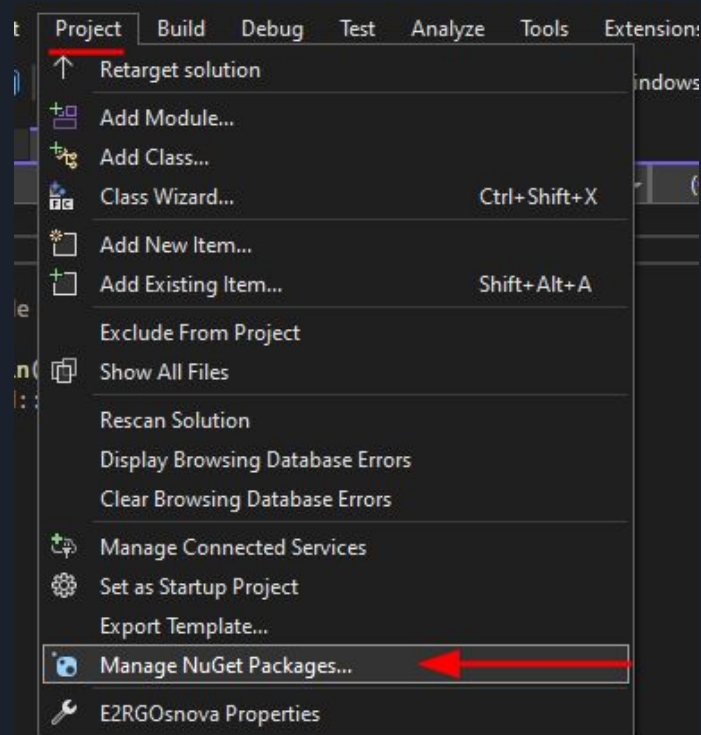 t Project Build Debug Test Analyze Tools Extensions
Retarget solution
indows
Add Module...
Add Class...
Class Wizard... Ctrl+Shift+X
Add New Item...
Add Existing Item... Shift+Alt+A
Exclude From Project
Show All Files
Rescan Solution
Display Browsing Database Errors
Clear Browsing Database Errors
Manage Connected Services
Set as Startup Project
Export Template...
Manage NuGet Packages...
E2RGOsnova Properties